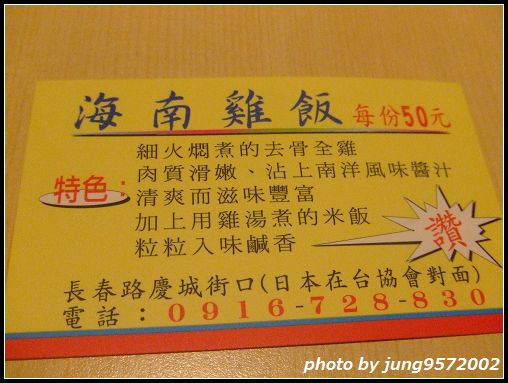 海南雞飯 每份50元
細火燜煮的去骨全雞
肉質滑嫩、沾上南洋風味醬汁
特色：清爽而滋味豐富
加上用雞湯煮的米飯
粒粒入味鹹香
讚
長春路慶城街口(日本在台協會對面)
電話：0916-728-830
photo by jung9572002